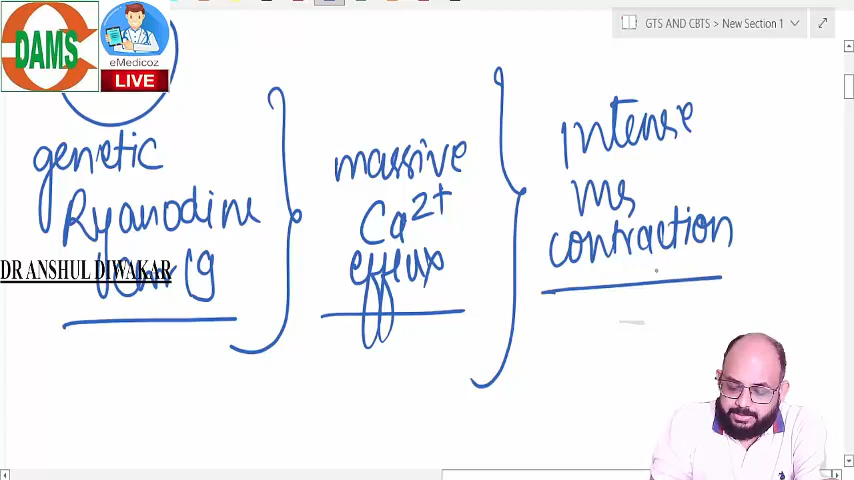 GTS AND CBTS > New Section 1
DAMS
eMedicoz
LIVE
genetic
Ryanodine
DR ANSHUL DIWAKAR
massive
Ca2+
efflux
intense
ms
contraction